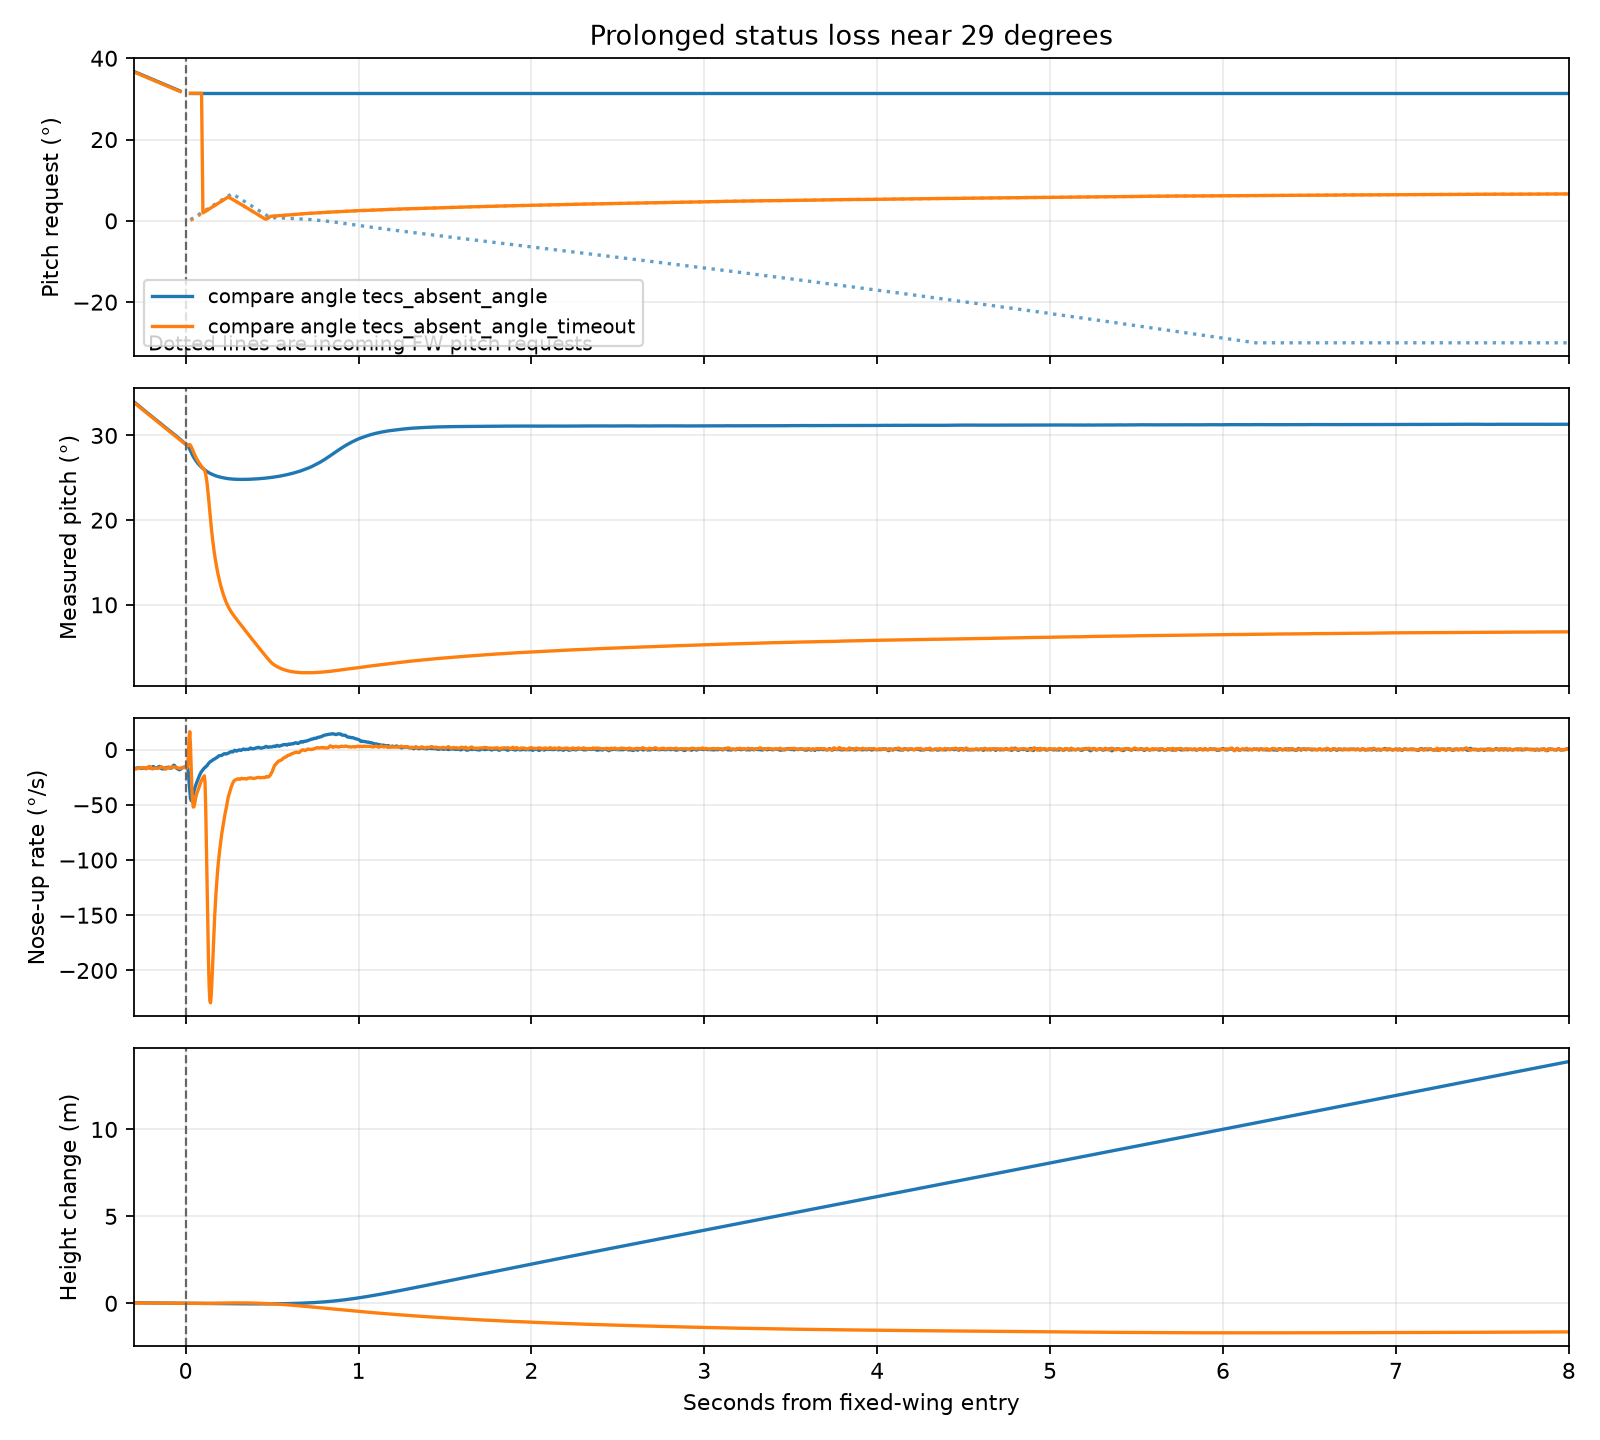 Prolonged status loss near 29 degrees
Pitch request (°)
40
20
0
−20
compare angle tecs_absent_angle
compare angle tecs_absent_angle_timeout
Dotted lines are incoming FW pitch requests
Measured pitch (°)
30
20
10
Nose-up rate (°/s)
0
−50
−100
−150
−200
Height change (m)
10
5
0
0 1 2 3 4 5 6 7 8
Seconds from fixed-wing entry